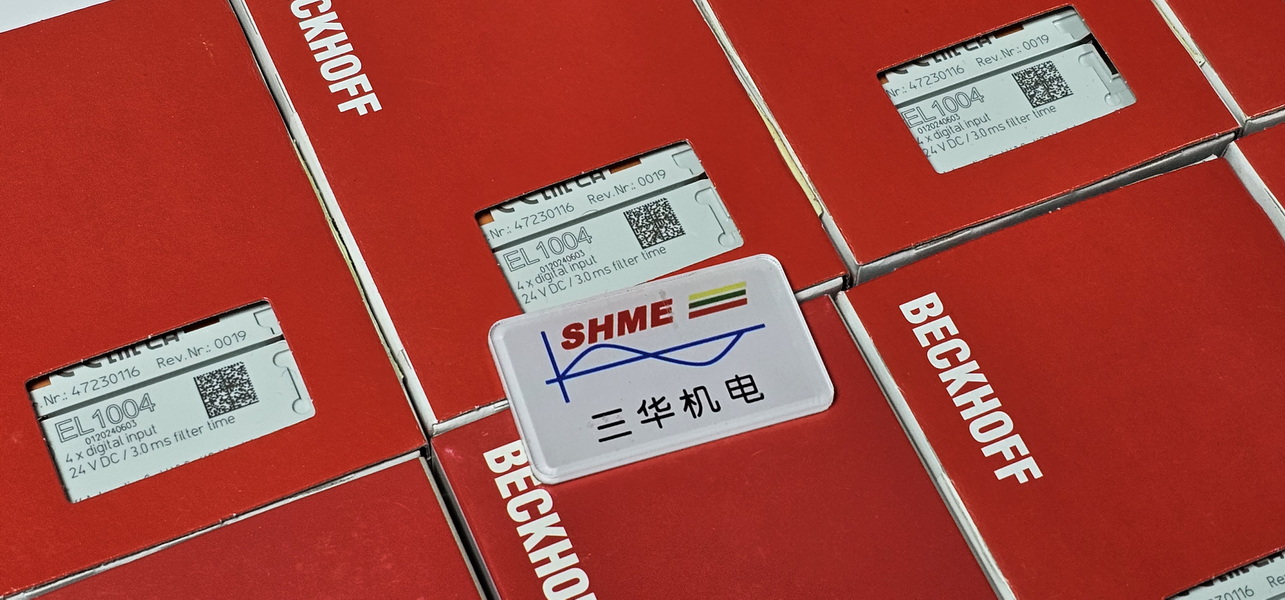 BECKHOFF
Nr.: 47230116 Rev.Nr.: 0019
EL1004
0120240603
4 x digital input
24 V DC / 3.0 ms filter time
Nr.: 47230116 Rev.Nr.: 0019
EL1004
0120240603
4 x digital input
24 V DC / 3.0 ms filter time
Nr.: 47230116 Rev.Nr.: 0019
EL1004
0120240603
4 x digital input
24 V DC / 3.0 ms filter time
SHME
三华机电
BECKHOFF
BECKHOFF